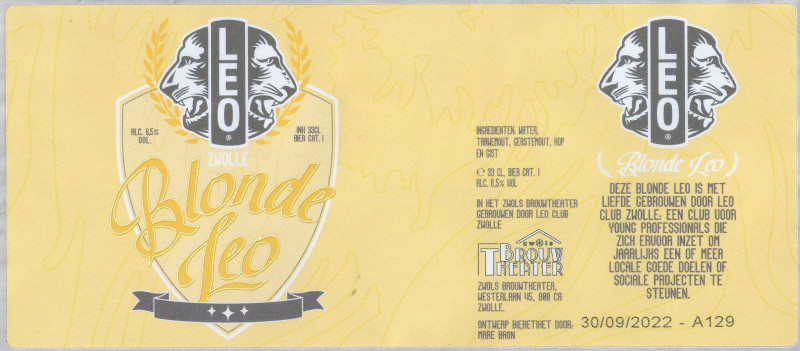 LEO
®
ALC. 6,5%
VOL.
INH 33CL.
BIER CAT. I
ZWOLLE
Blonde
Leo
INGREDIENTEN: WATER,
TARWEMOUT, GERSTEMOUT, HOP
EN GIST
℮ 33 CL. BIER CAT. I
ALC. 6,5% VOL
IN HET ZWOLS BROUWTHEATER
GEBROUWEN DOOR LEO CLUB
ZWOLLE
zwols
BROUW
THEATER
ZWOLS BROUWTHEATER,
WESTERLAAN 45,
CA
ZWOLLE.
ONTWERP BIERETIHET DOOR:
MARE BRON
LEO
®
Blonde Leo
DEZE BLONDE LEO IS MET
LIEFDE GEBROUWEN DOOR LEO
CLUB ZWOLLE; EEN CLUB VOOR
YOUNG PROFESSIONALS DIE
ZICH ERVOOR INZET OM
JAARLIJHS EEN OF MEER
LOCALE GOEDE DOELEN OF
SOCIALE PROJECTEN TE
STEUNEN.
30/09/2022 - A129